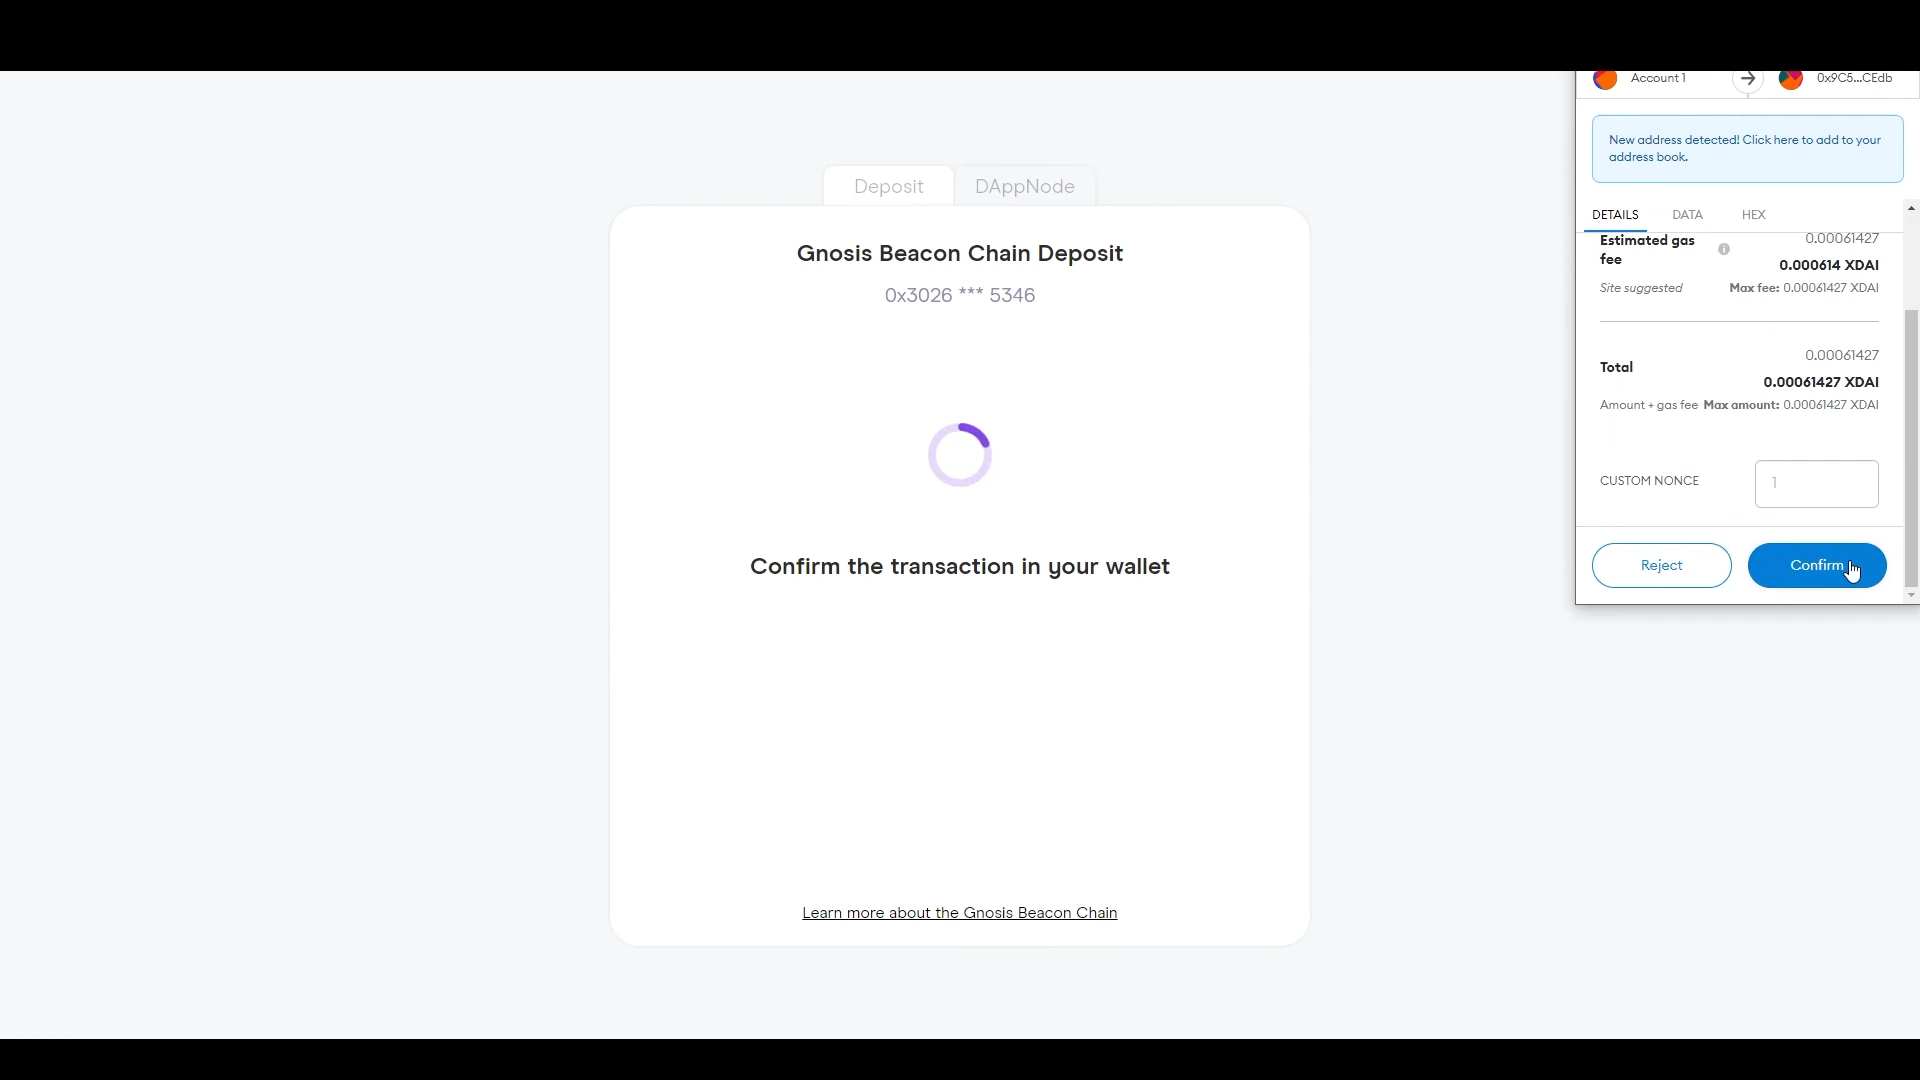 Deposit
DAppNode
Gnosis Beacon Chain Deposit
0x3026 *** 5346
Confirm the transaction in your wallet
Learn more about the Gnosis Beacon Chain
Account 1
0x9C5...CEdb
New address detected! Click here to add to your
address book.
DETAILS
DATA
HEX
Estimated gas
fee
0.00061427
0.000614 XDAI
Site suggested
Max fee: 0.00061427 XDAI
Total
0.00061427
0.00061427 XDAI
Amount + gas fee Max amount: 0.00061427 XDAI
CUSTOM NONCE
1
Reject
Confirm